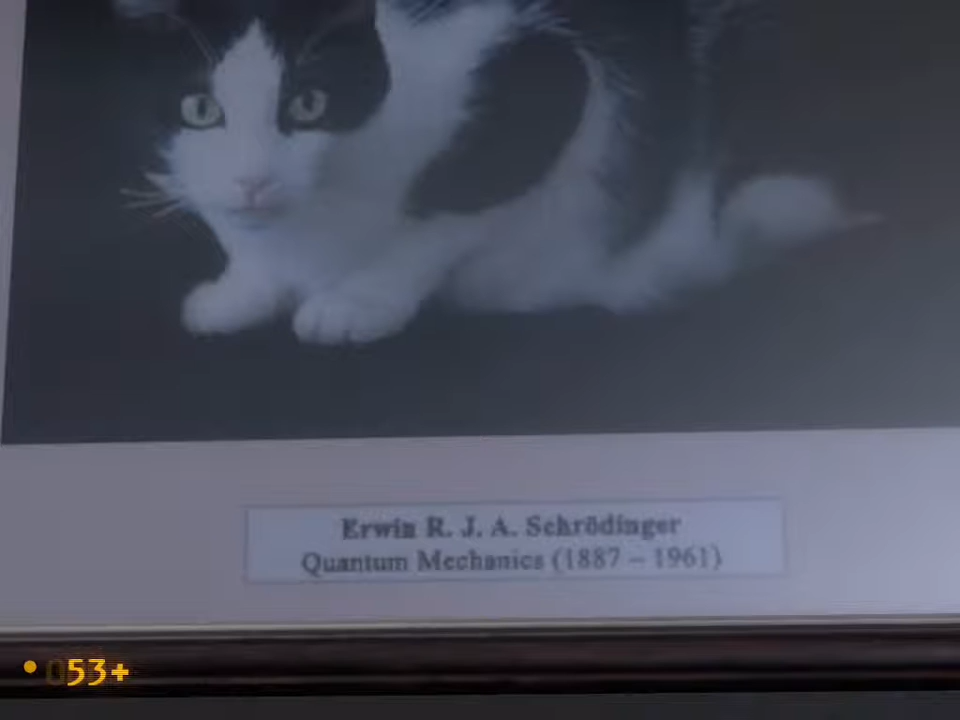 Erwin R. J. A. Schrödinger
Quantum Mechanics (1887 – 1961)
053+